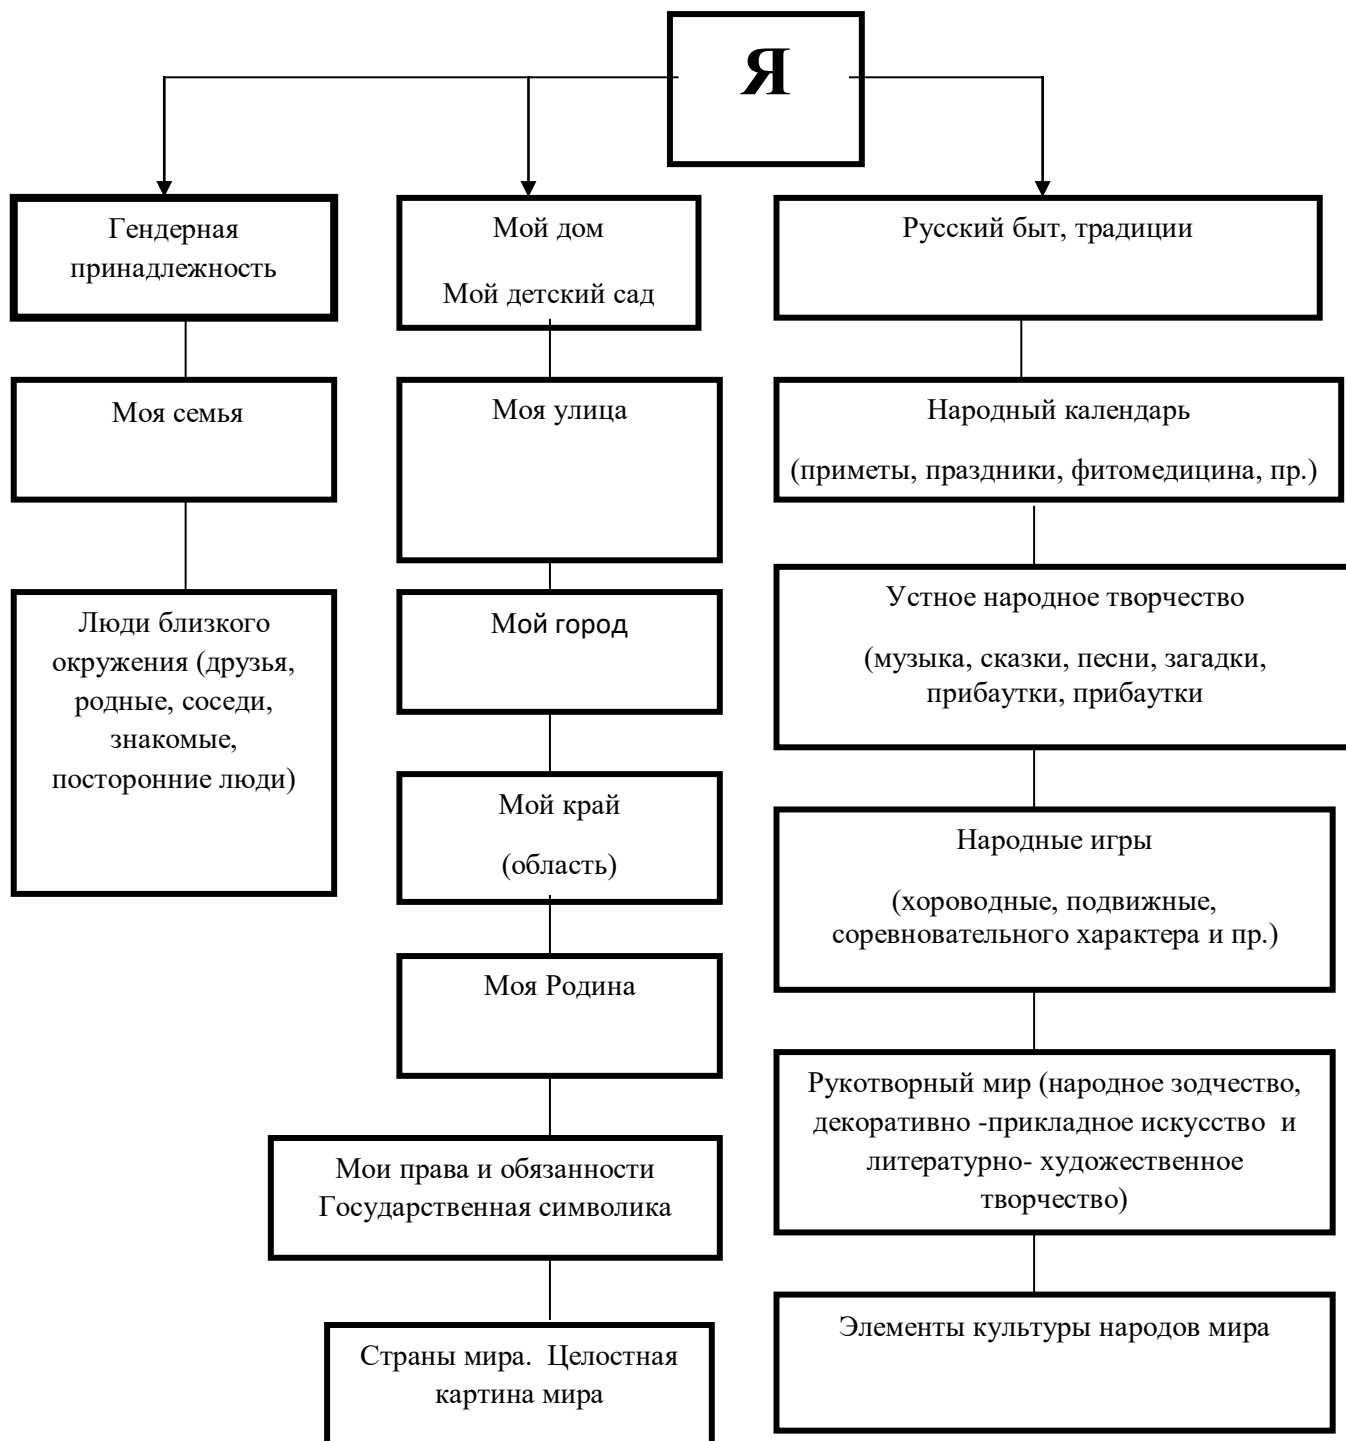 Я
Гендерная
принадлежность
Моя семья
Люди близкого
окружения (друзья,
родные, соседи,
знакомые,
посторонние люди)
Мой дом
Мой детский сад
Моя улица
Мой город
Мой край
(область)
Моя Родина
Мои права и обязанности
Государственная символика
Страны мира.  Целостная
картина мира
Русский быт, традиции
Народный календарь
(приметы, праздники, фитомедицина, пр.)
Устное народное творчество
(музыка, сказки, песни, загадки,
прибаутки, прибаутки
Народные игры
(хороводные, подвижные,
соревновательного характера и пр.)
Рукотворный мир (народное зодчество,
декоративно -прикладное искусство  и
литературно- художественное
творчество)
Элементы культуры народов мира